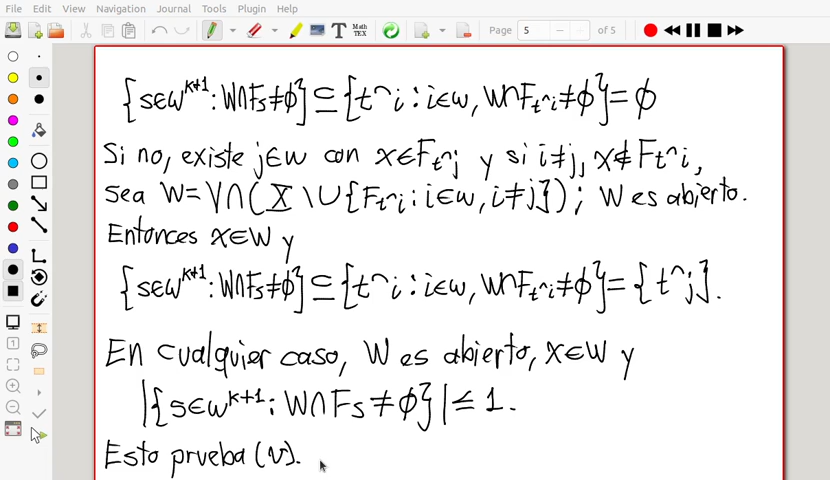 File Edit View Journal Tools Plugin Help
Math TEX Page 5 of 5
{s∈ω^{k+1} : W∩F_s≠∅} ⊆ {t^⌢i : i∈ω, W∩F_{t^⌢i}≠∅} = ∅
Si no, existe j∈ω con x∈F_{t^⌢j} y si i≠j, x∉F_{t^⌢i},
sea W = V∩(X \ ∪{F_{t^⌢i} : i∈ω, i≠j}); W es abierto.
Entonces x∈W y
{s∈ω^{k+1} : W∩F_s≠∅} ⊆ {t^⌢i : i∈ω, W∩F_{t^⌢i}≠∅} = {t^⌢j}.
En cualquier caso, W es abierto, x∈W y
|{s∈ω^{k+1} : W∩F_s≠∅}| ≤ 1.
Esto prueba (v).